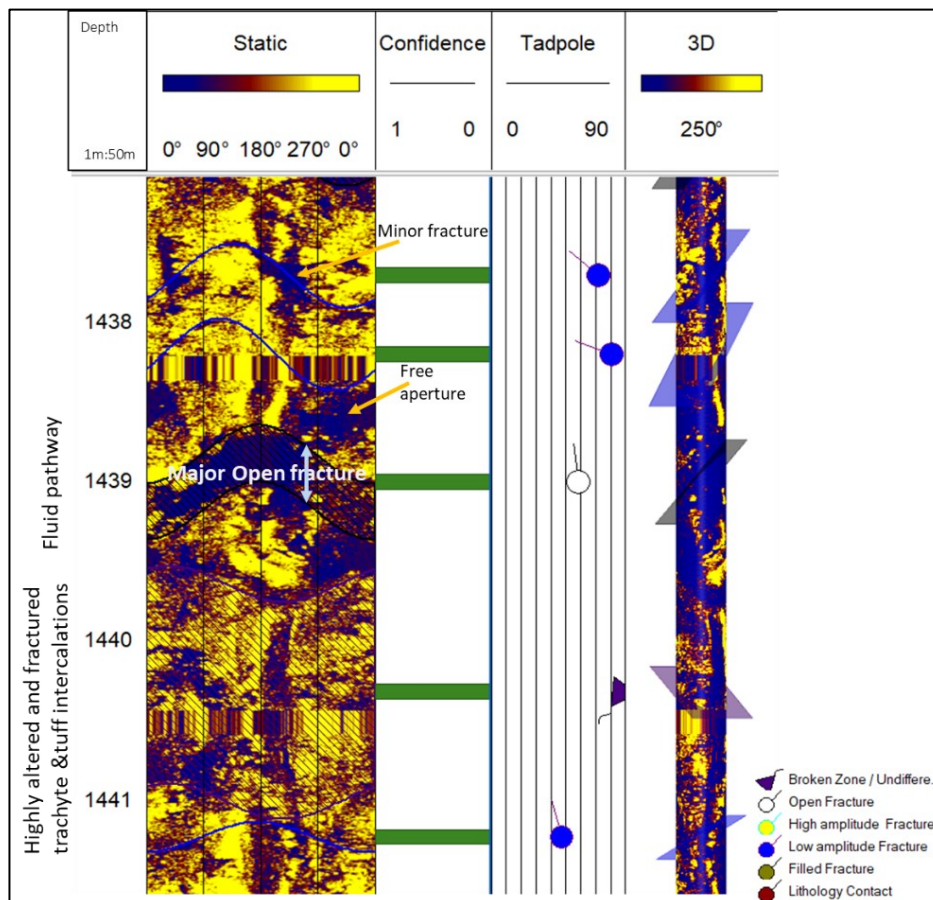 Depth
Static
Confidence
Tadpole
3D
1 0
0 90
250°
1m:50m
0° 90° 180° 270° 0°
Minor fracture
1438
Free
aperture
Major Open fracture
1439
1440
1441
Fluid pathway
Highly altered and fractured
trachyte &tuff intercalations
Broken Zone / Undiffere..
Open Fracture
High amplitude Fracture
Low amplitude Fracture
Filled Fracture
Lithology Contact